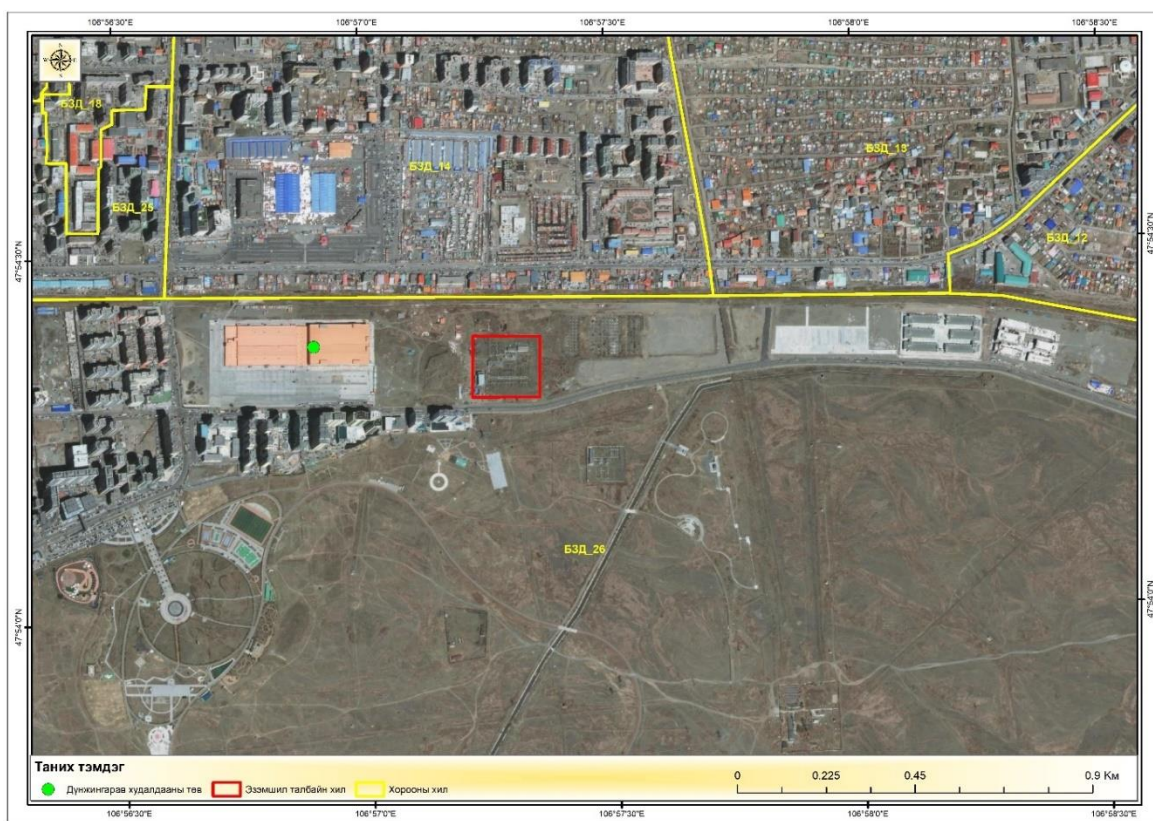 106°56'30"E 106°57'0"E 106°57'30"E 106°58'0"E 106°58'30"E
N
W E
S
БЗД_18
БЗД_14
БЗД_13
БЗД_25
БЗД_12
47°54'30"N 47°54'30"N
БЗД_26
47°54'0"N 47°54'0"N
Таних тэмдэг
Дүнжингарав худалдааны төв Эзэмшил талбайн хил Хорооны хил
0 0.225 0.45 0.9 Км
106°56'30"E 106°57'0"E 106°57'30"E 106°58'0"E 106°58'30"E